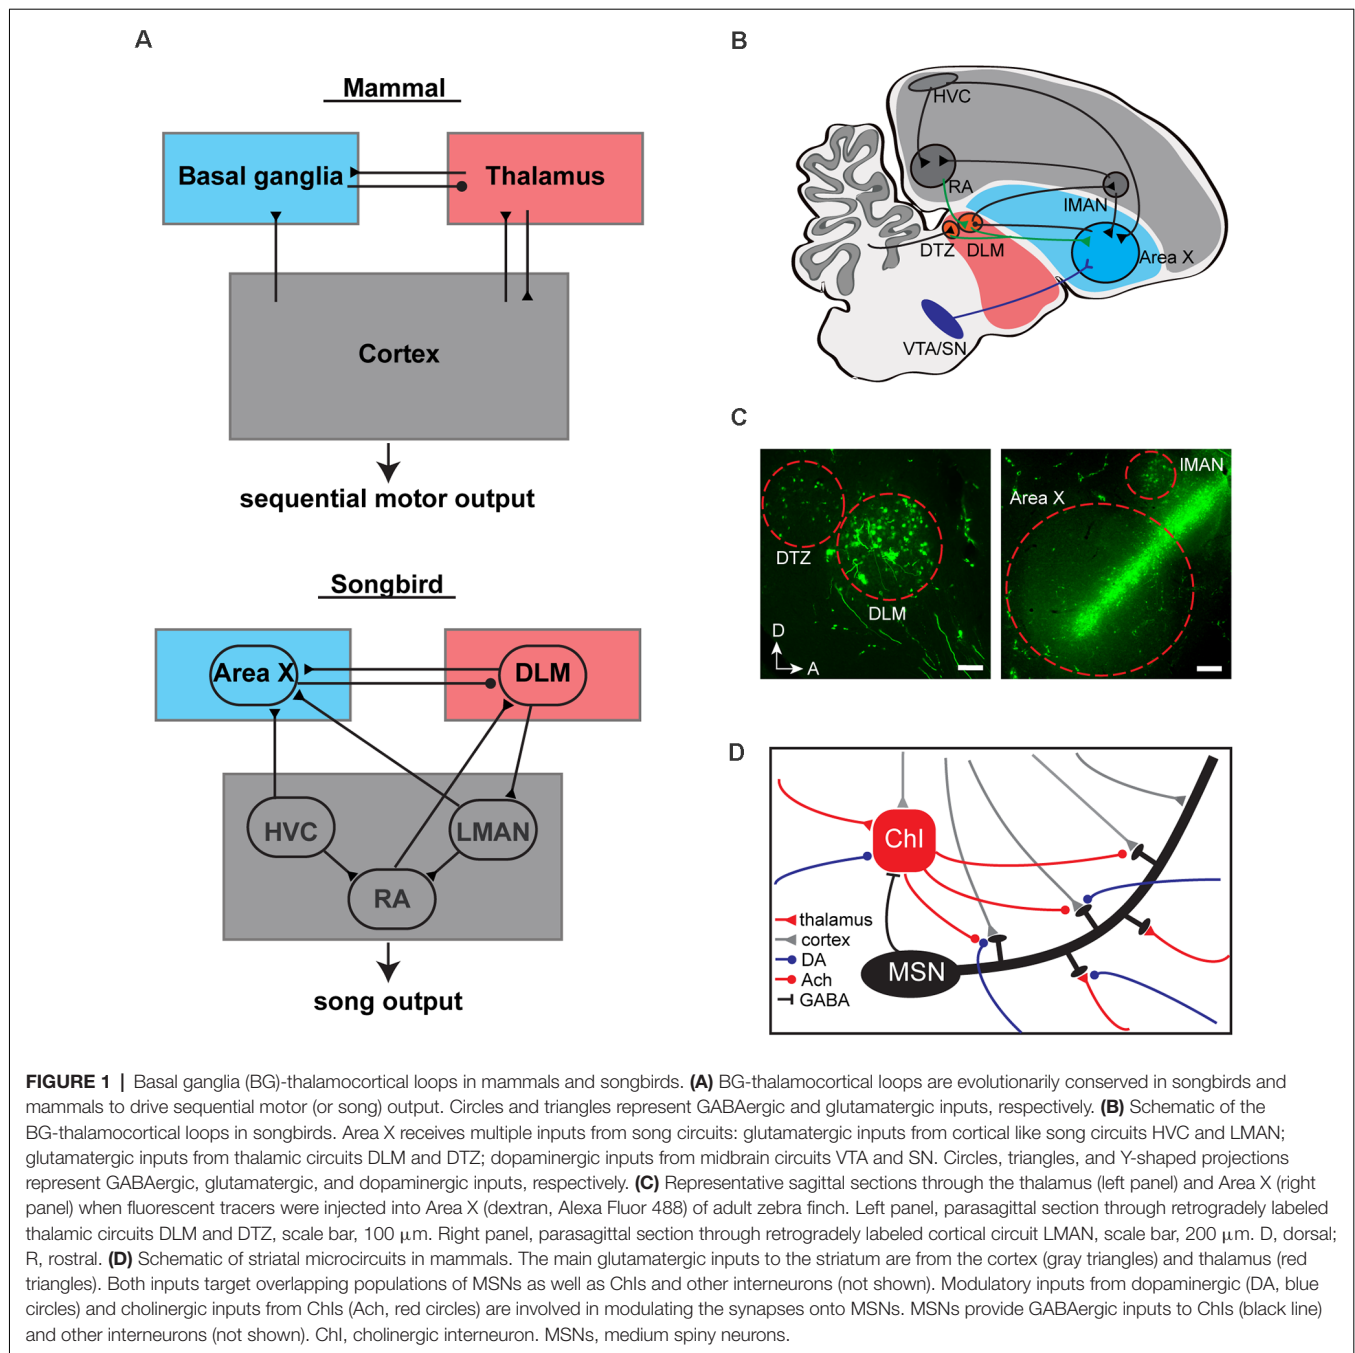 A
Mammal
Basal ganglia
Thalamus
Cortex
sequential motor output
Songbird
Area X
DLM
HVC
LMAN
RA
song output
B
HVC
RA
lMAN
DTZ
DLM
Area X
VTA/SN
C
DTZ
DLM
D
A
Area X
lMAN
D
ChI
thalamus
cortex
DA
Ach
GABA
MSN
FIGURE 1 | Basal ganglia (BG)-thalamocortical loops in mammals and songbirds. (A) BG-thalamocortical loops are evolutionarily conserved in songbirds and
mammals to drive sequential motor (or song) output. Circles and triangles represent GABAergic and glutamatergic inputs, respectively. (B) Schematic of the
BG-thalamocortical loops in songbirds. Area X receives multiple inputs from song circuits: glutamatergic inputs from cortical like song circuits HVC and LMAN;
glutamatergic inputs from thalamic circuits DLM and DTZ; dopaminergic inputs from midbrain circuits VTA and SN. Circles, triangles, and Y-shaped projections
represent GABAergic, glutamatergic, and dopaminergic inputs, respectively. (C) Representative sagittal sections through the thalamus (left panel) and Area X (right
panel) when fluorescent tracers were injected into Area X (dextran, Alexa Fluor 488) of adult zebra finch. Left panel, parasagittal section through retrogradely labeled
thalamic circuits DLM and DTZ, scale bar, 100 μm. Right panel, parasagittal section through retrogradely labeled cortical circuit LMAN, scale bar, 200 μm. D, dorsal;
R, rostral. (D) Schematic of striatal microcircuits in mammals. The main glutamatergic inputs to the striatum are from the cortex (gray triangles) and thalamus (red
triangles). Both inputs target overlapping populations of MSNs as well as ChIs and other interneurons (not shown). Modulatory inputs from dopaminergic (DA, blue
circles) and cholinergic inputs from ChIs (Ach, red circles) are involved in modulating the synapses onto MSNs. MSNs provide GABAergic inputs to ChIs (black line)
and other interneurons (not shown). ChI, cholinergic interneuron. MSNs, medium spiny neurons.